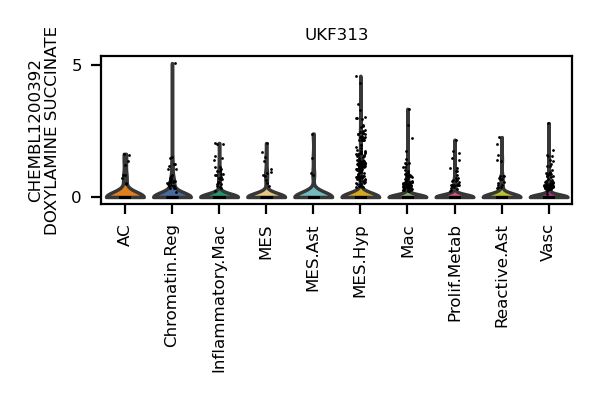 UKF313
CHEMBL1200392
DOXYLAMINE SUCCINATE
5
0
AC
Chromatin.Reg
Inflammatory.Mac
MES
MES.Ast
MES.Hyp
Mac
Prolif.Metab
Reactive.Ast
Vasc